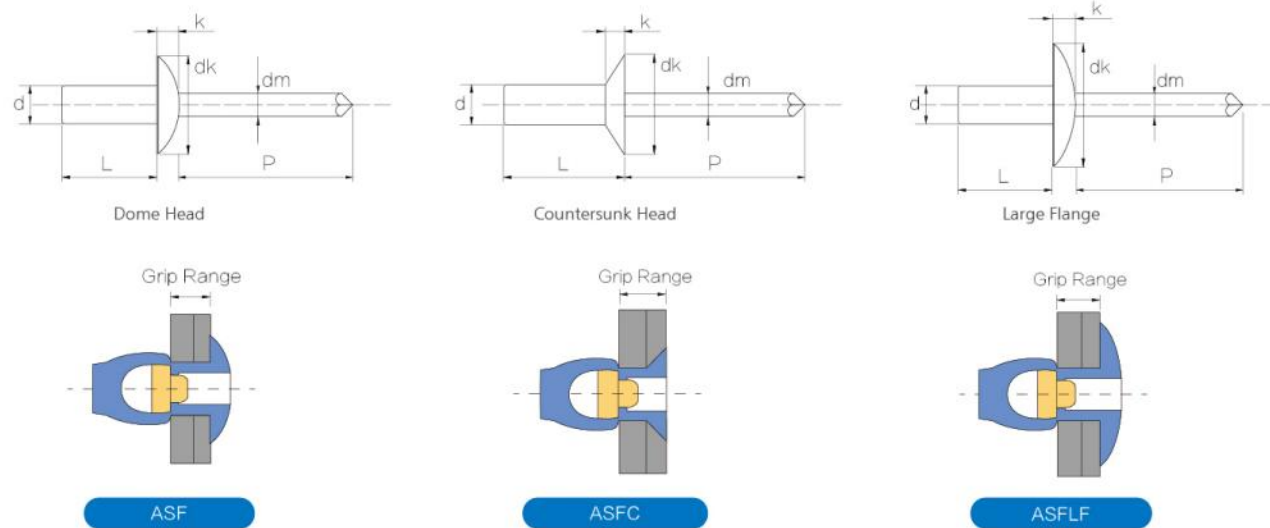 k
dk
dm
d
L
P
Dome Head
k
dk
dm
d
L
P
Countersunk Head
k
dk
dm
d
L
P
Large Flange
Grip Range
Grip Range
Grip Range
ASF
ASFC
ASFLF